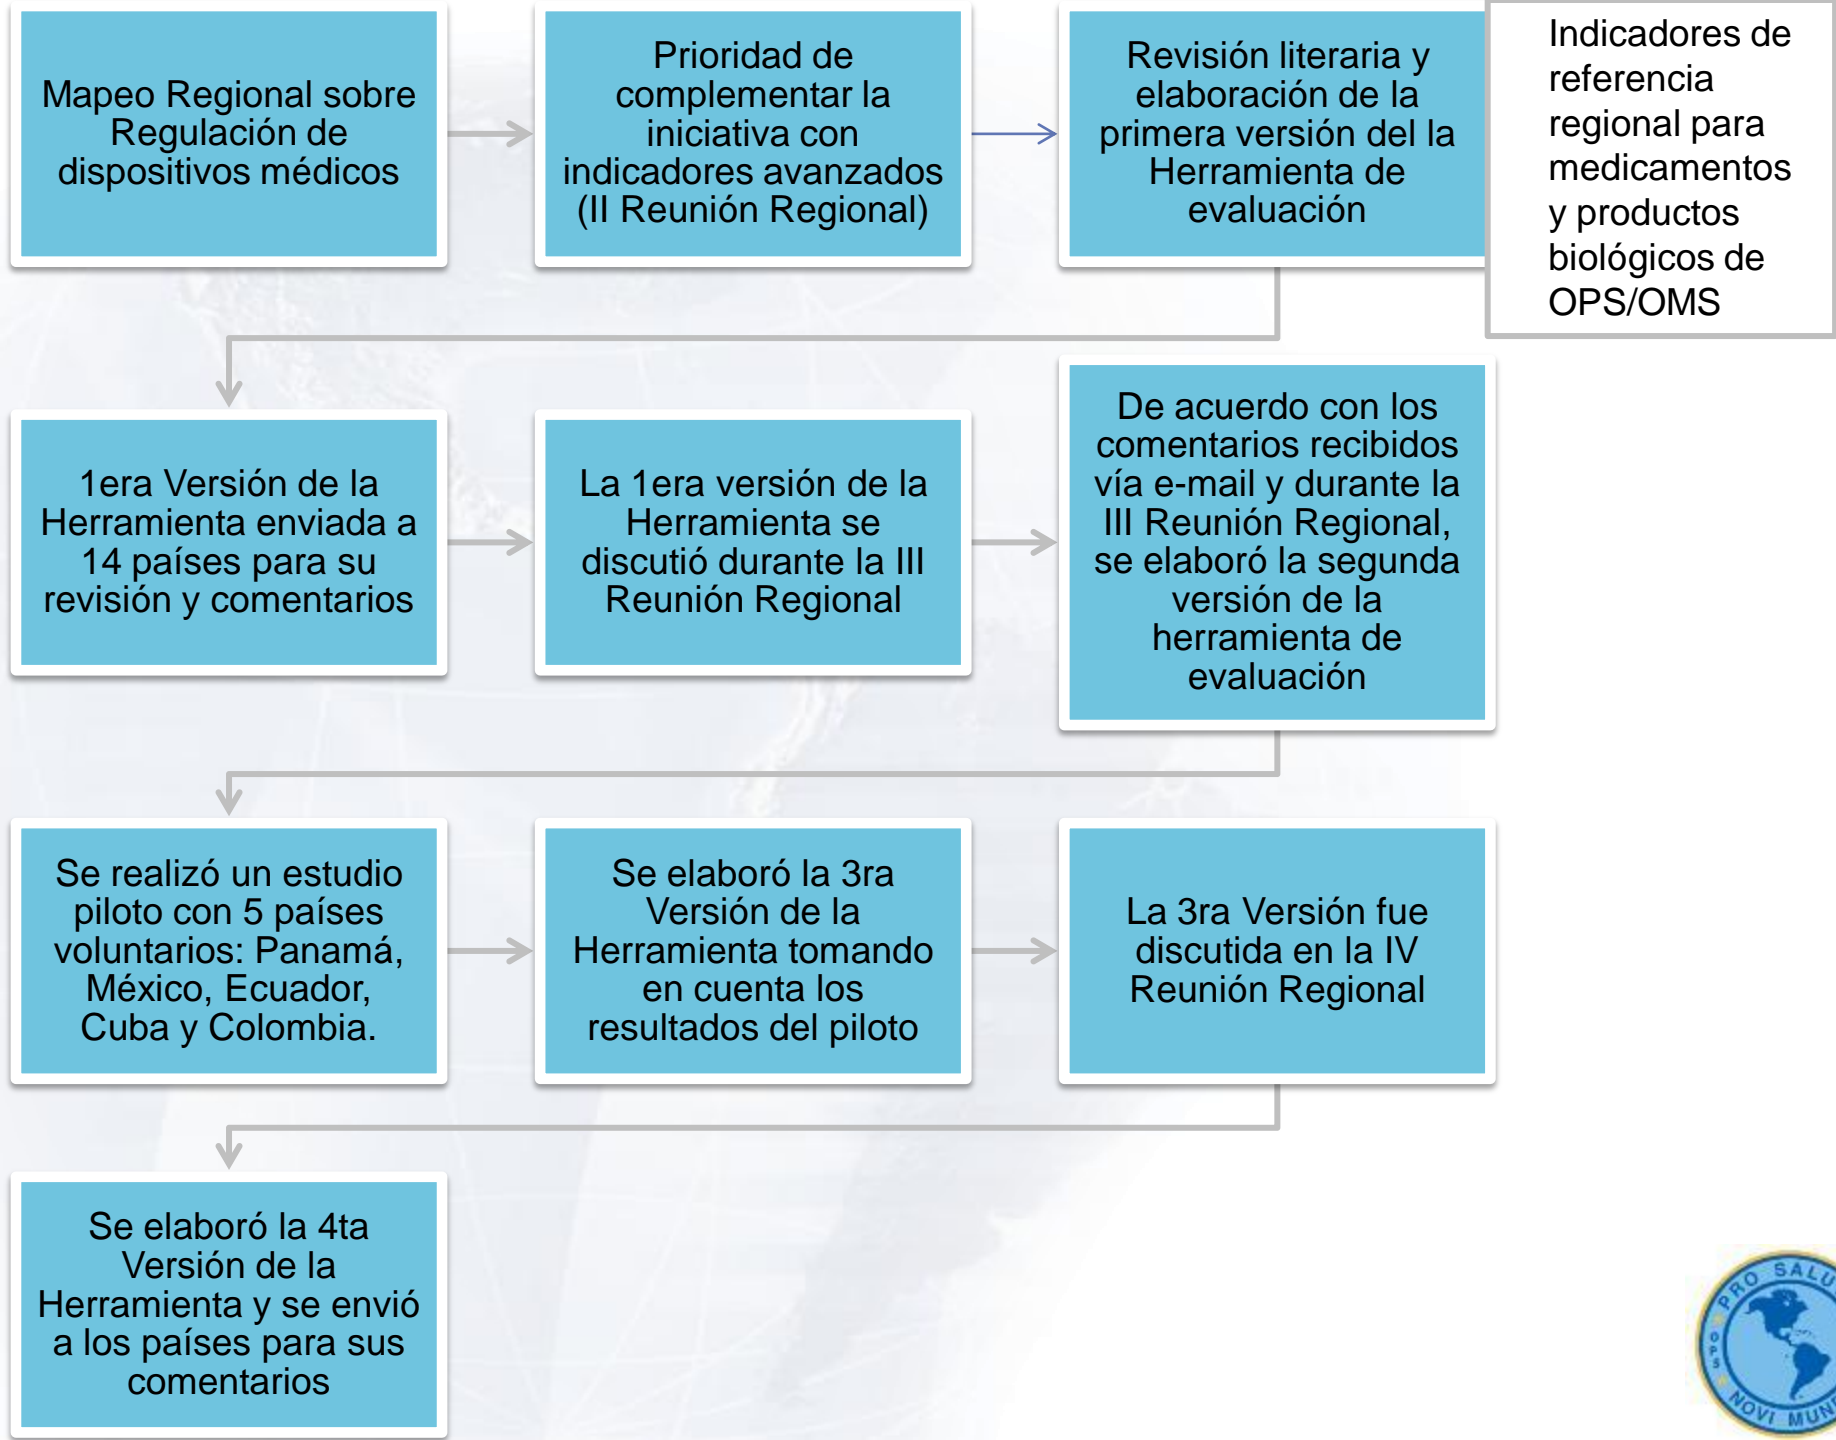 Mapeo Regional sobre
Regulación de
dispositivos médicos
Prioridad de
complementar la
iniciativa con
indicadores avanzados
(II Reunión Regional)
Revisión literaria y
elaboración de la
primera versión del la
Herramienta de
evaluación
Indicadores de
referencia
regional para
medicamentos
y productos
biológicos de
OPS/OMS
1era Versión de la
Herramienta enviada a
14 países para su
revisión y comentarios
La 1era versión de la
Herramienta se
discutió durante la III
Reunión Regional
De acuerdo con los
comentarios recibidos
vía e-mail y durante la
III Reunión Regional,
se elaboró la segunda
versión de la
herramienta de
evaluación
Se realizó un estudio
piloto con 5 países
voluntarios: Panamá,
México, Ecuador,
Cuba y Colombia.
Se elaboró la 3ra
Versión de la
Herramienta tomando
en cuenta los
resultados del piloto
La 3ra Versión fue
discutida en la IV
Reunión Regional
Se elaboró la 4ta
Versión de la
Herramienta y se envió
a los países para sus
comentarios
PRO SALU
OPS
NOVI MUN